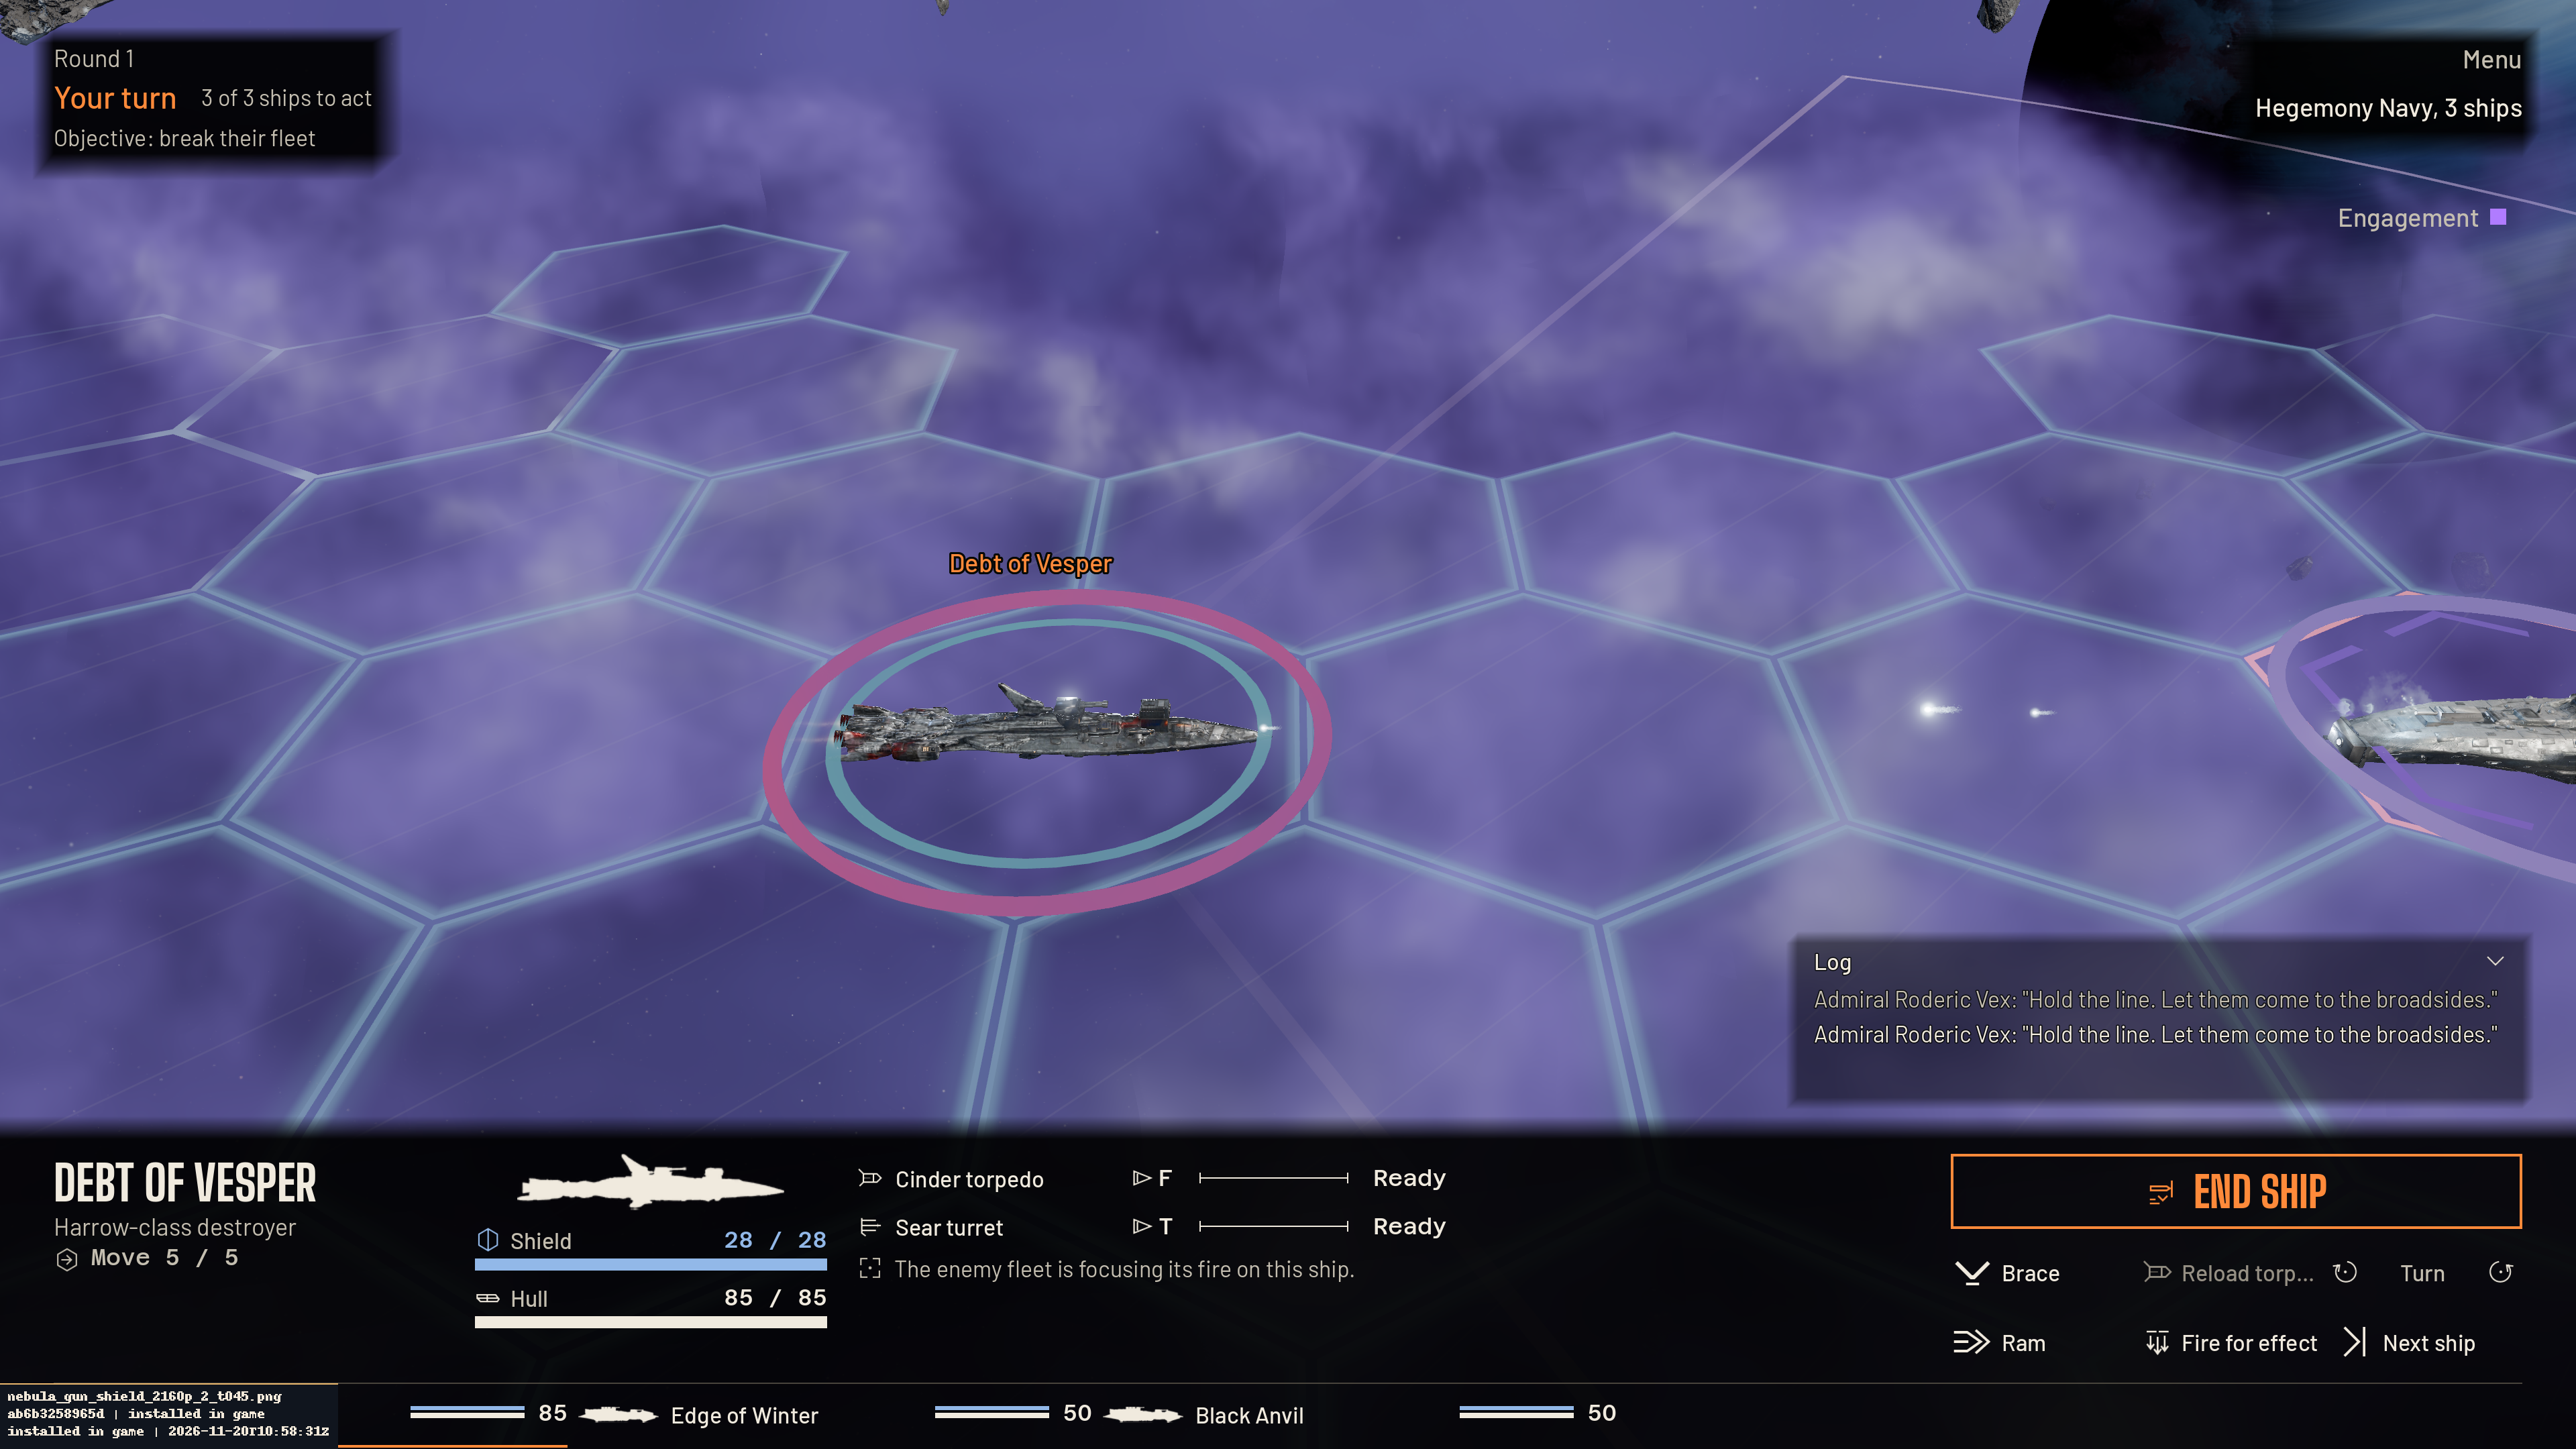 Round 1
Your turn 3 of 3 ships to act
Objective: break their fleet
Menu
Hegemony Navy, 3 ships
Engagement
Debt of Vesper
Log
Admiral Roderic Vex: "Hold the line. Let them come to the broadsides."
Admiral Roderic Vex: "Hold the line. Let them come to the broadsides."
DEBT OF VESPER
Harrow-class destroyer
Move 5 / 5
Shield 28 / 28
Hull 85 / 85
Cinder torpedo F Ready
Sear turret T Ready
The enemy fleet is focusing its fire on this ship.
END SHIP
Brace Reload torp... Turn
Ram Fire for effect Next ship
85 Edge of Winter 50 Black Anvil 50
nebula_gun_shield_2160p_2_t045.png
ab6b3258965d | installed in game
installed in game | 2026-11-20T10:58:31Z